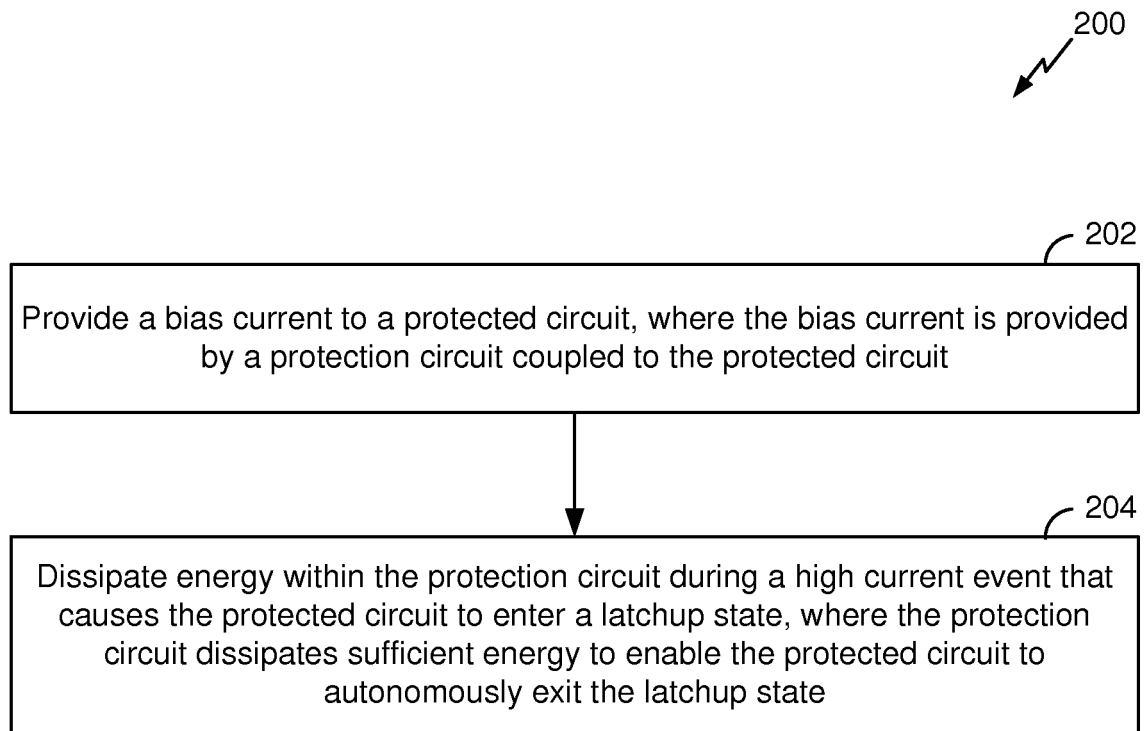 200
202
Provide a bias current to a protected circuit, where the bias current is provided
by a protection circuit coupled to the protected circuit
204
Dissipate energy within the protection circuit during a high current event that
causes the protected circuit to enter a latchup state, where the protection
circuit dissipates sufficient energy to enable the protected circuit to
autonomously exit the latchup state